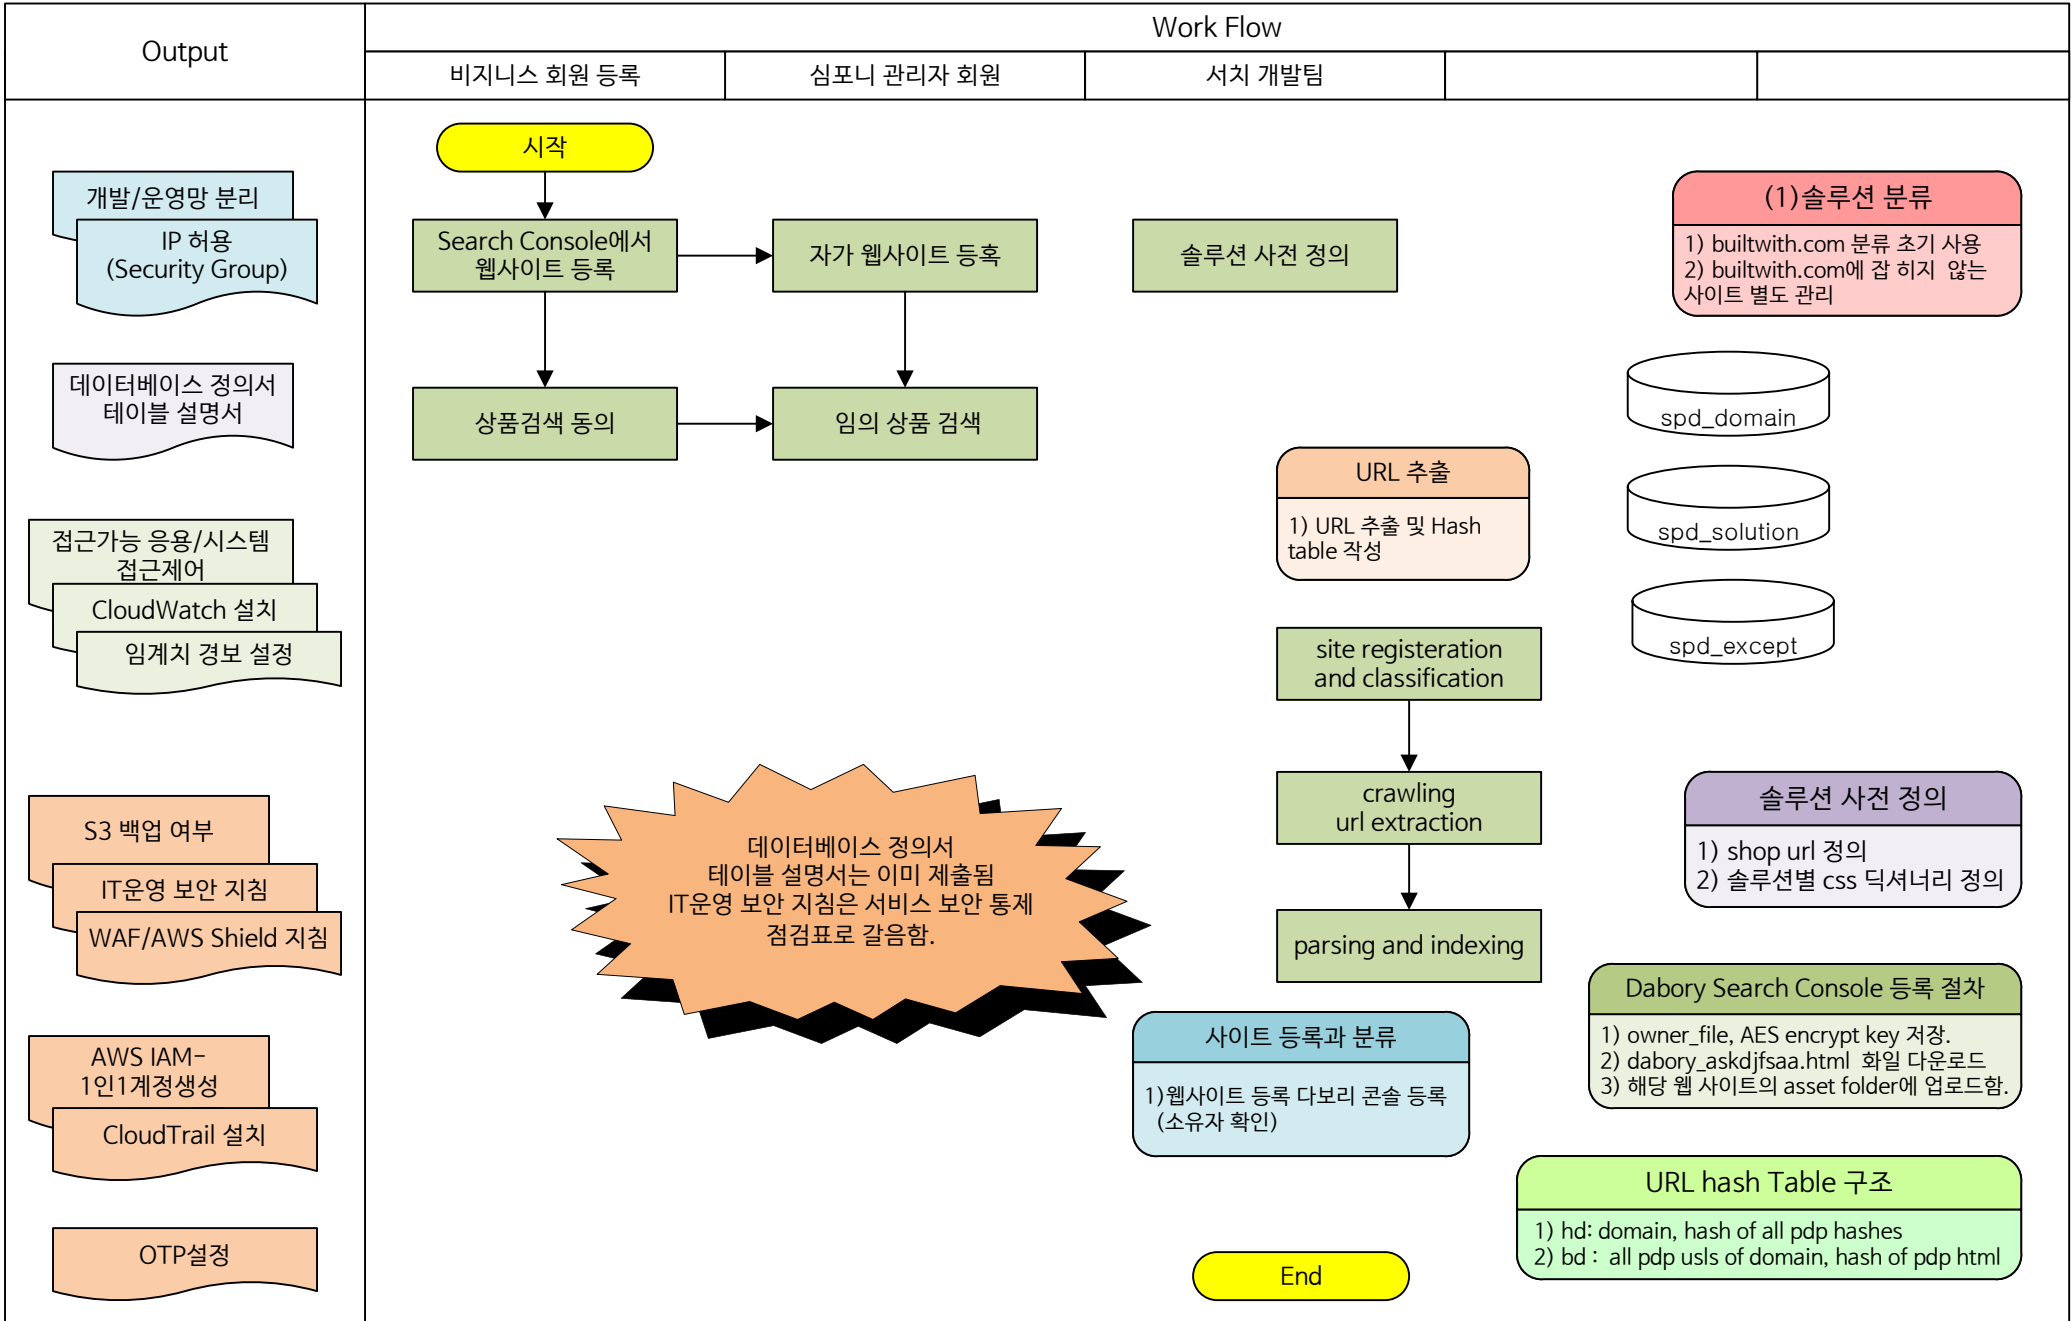 Output
Work Flow
비지니스 회원 등록
심포니 관리자 회원
서치 개발팀
시작
개발/운영망 분리
IP 허용
(Security Group)
Search Console에서
웹사이트 등록
자가 웹사이트 등혹
솔루션 사전 정의
(1)솔루션 분류
1) builtwith.com 분류 초기 사용
2) builtwith.com에 잡 히지  않는
사이트 별도 관리
데이터베이스 정의서
테이블 설명서
상품검색 동의
임의 상품 검색
spd_domain
URL 추출
1) URL 추출 및 Hash
table 작성
spd_solution
접근가능 응용/시스템
접근제어
CloudWatch 설치
임계치 경보 설정
spd_except
site registeration
and classification
crawling
url extraction
parsing and indexing
솔루션 사전 정의
1) shop url 정의
2) 솔루션별 css 딕셔너리 정의
S3 백업 여부
IT운영 보안 지침
WAF/AWS Shield 지침
데이터베이스 정의서
테이블 설명서는 이미 제출됨
IT운영 보안 지침은 서비스 보안 통제
점검표로 갈음함.
Dabory Search Console 등록 절차
1) owner_file, AES encrypt key 저장.
2) dabory_askdjfsaa.html  화일 다운로드
3) 해당 웹 사이트의 asset folder에 업로드함.
사이트 등록과 분류
1)웹사이트 등록 다보리 콘솔 등록
(소유자 확인)
AWS IAM-
1인1계정생성
CloudTrail 설치
URL hash Table 구조
1) hd: domain, hash of all pdp hashes
2) bd : all pdp usls of domain, hash of pdp html
OTP설정
End